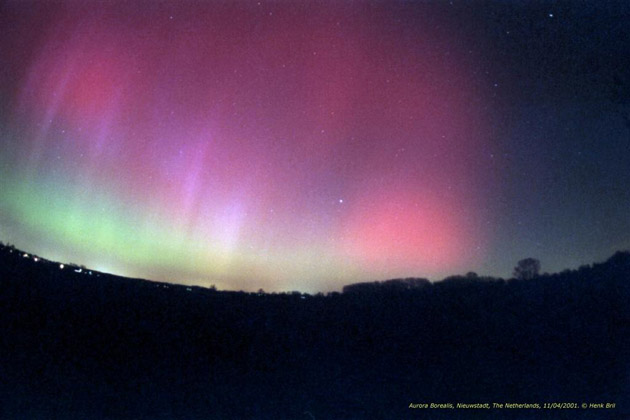 Aurora Borealis, Nieuwstadt, The Netherlands, 11/04/2001. © Henk Bril